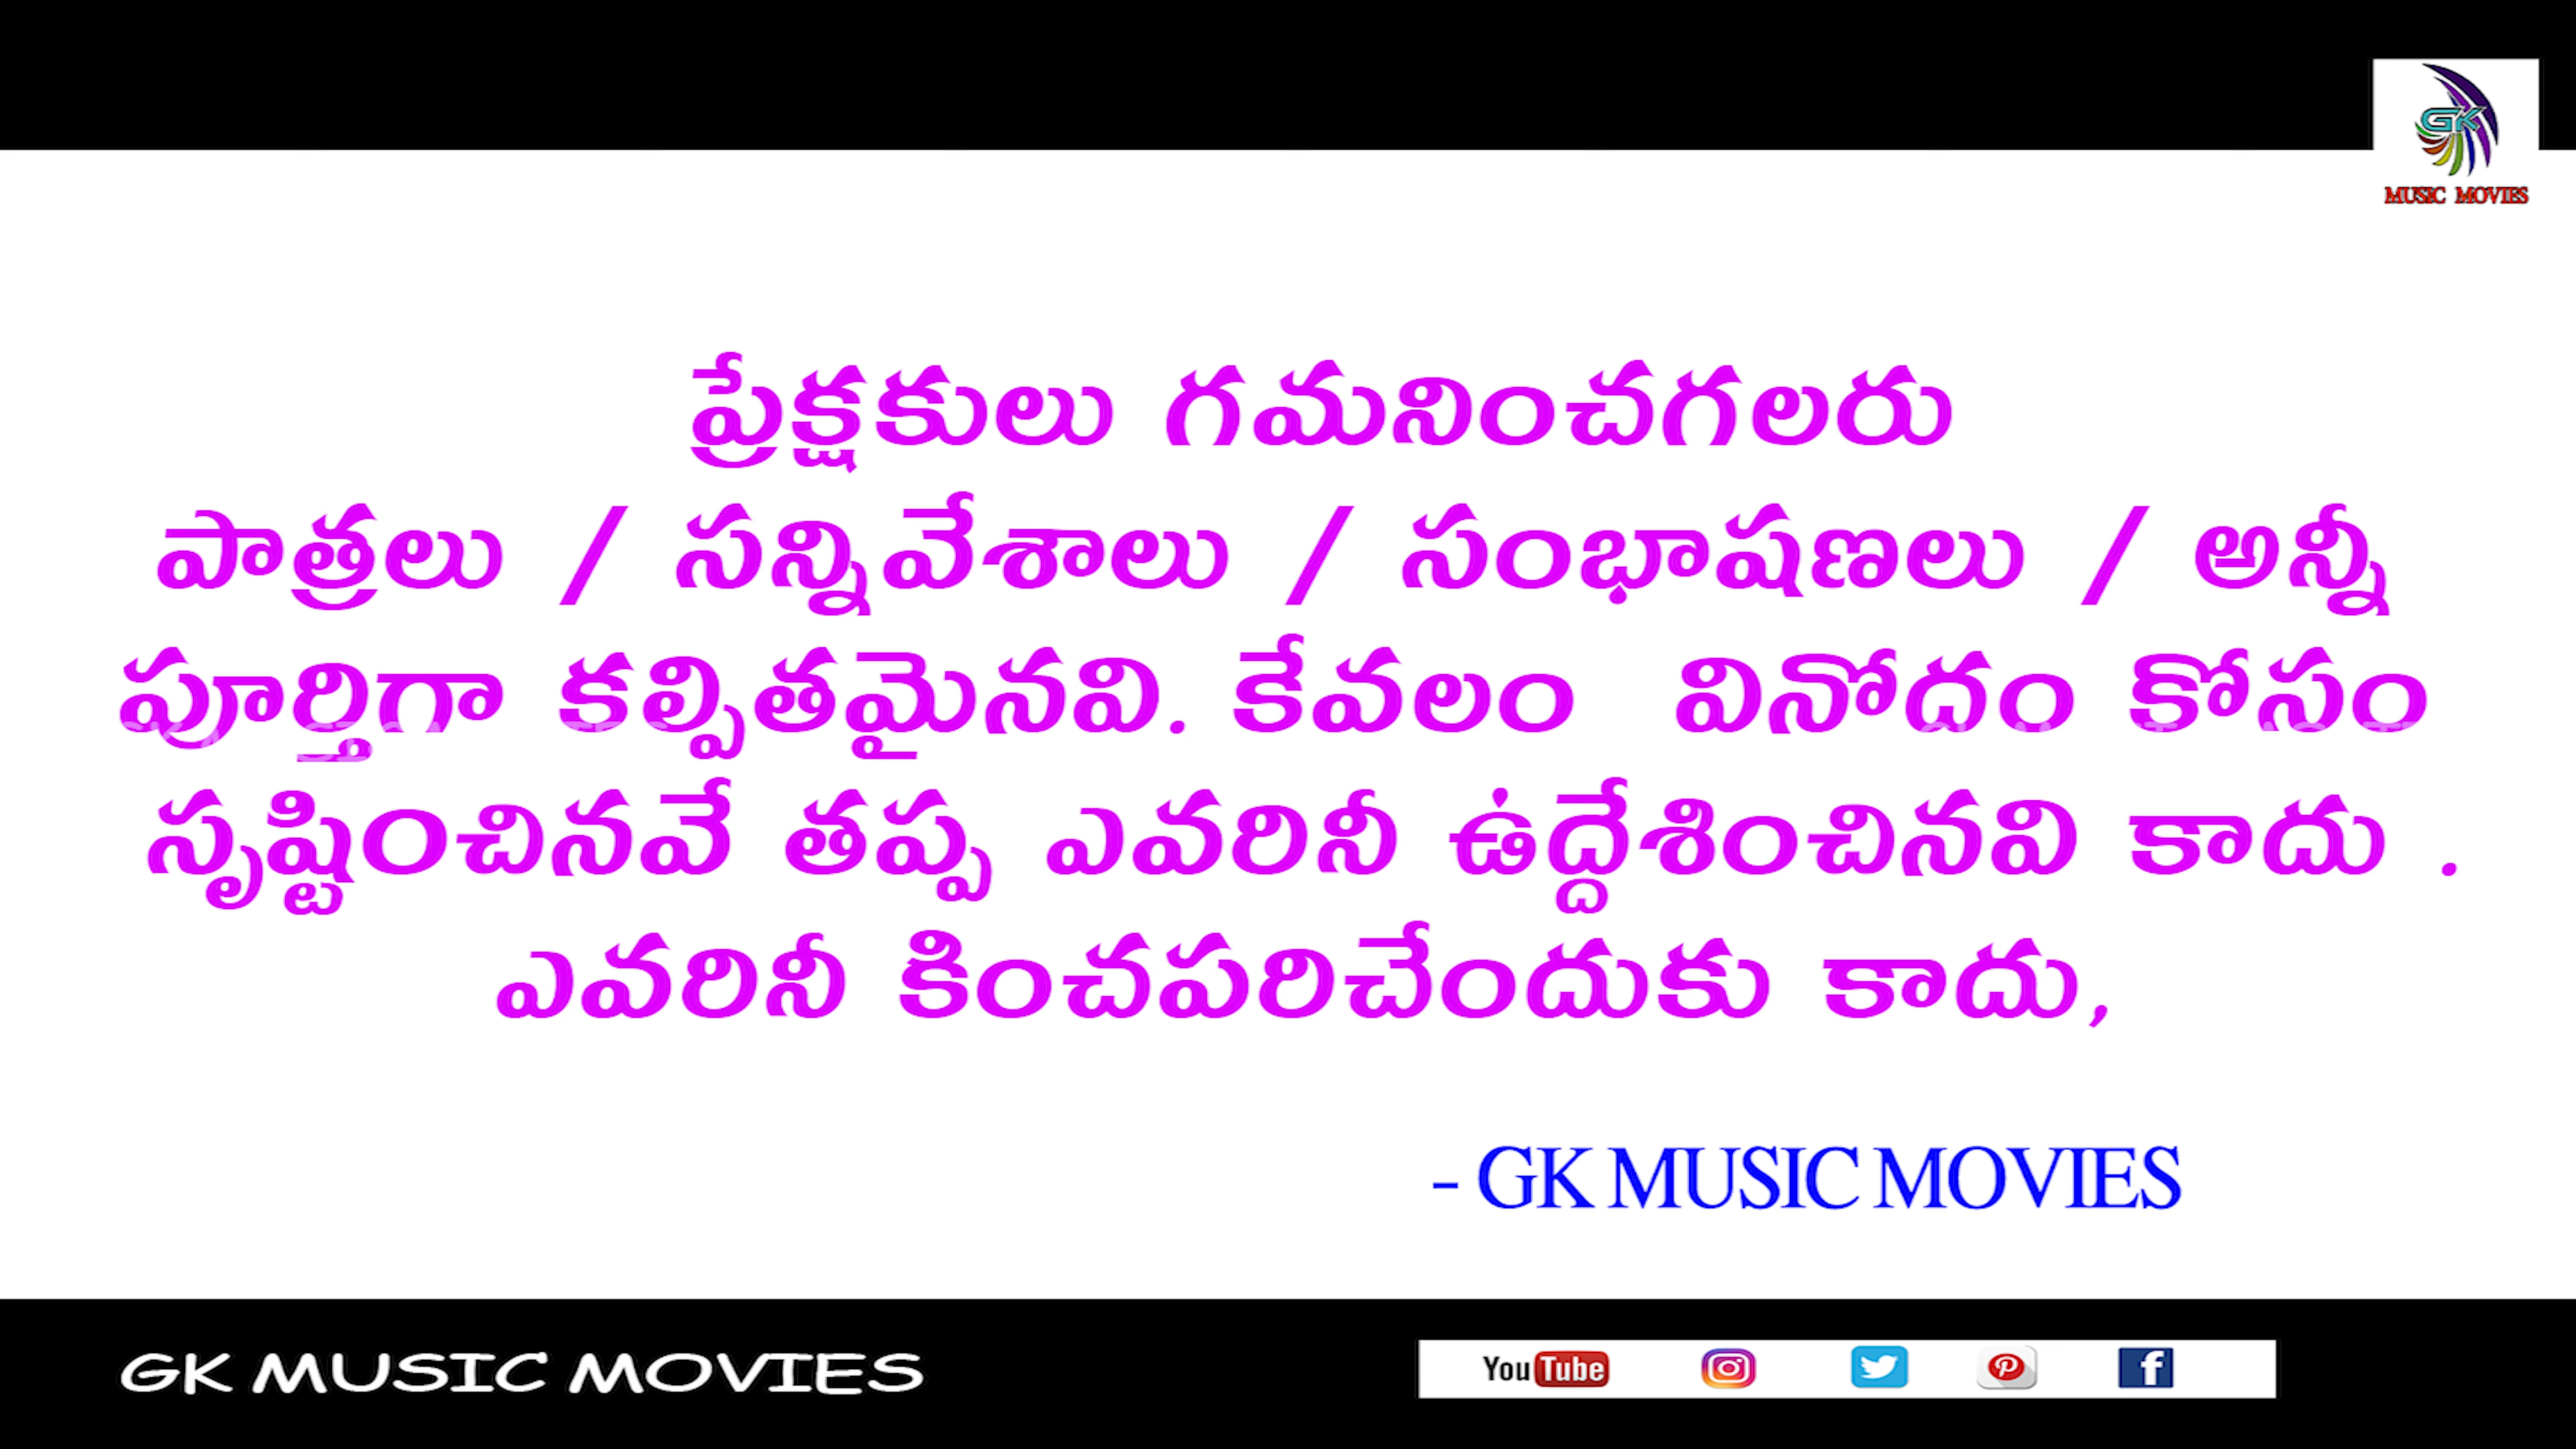 GK
MUSIC MOVIES
ప్రేక్షకులు గమనించగలరు
పాత్రలు / సన్నివేశాలు / సంభాషణలు / అన్నీ
పూర్తిగా కల్పితమైనవి. కేవలం వినోదం కోసం
సృష్టించినవే తప్ప ఎవరినీ ఉద్దేశించినవి కాదు .
ఎవరినీ కించపరిచేందుకు కాదు,
- GK MUSIC MOVIES
GK MUSIC MOVIES
YouTube